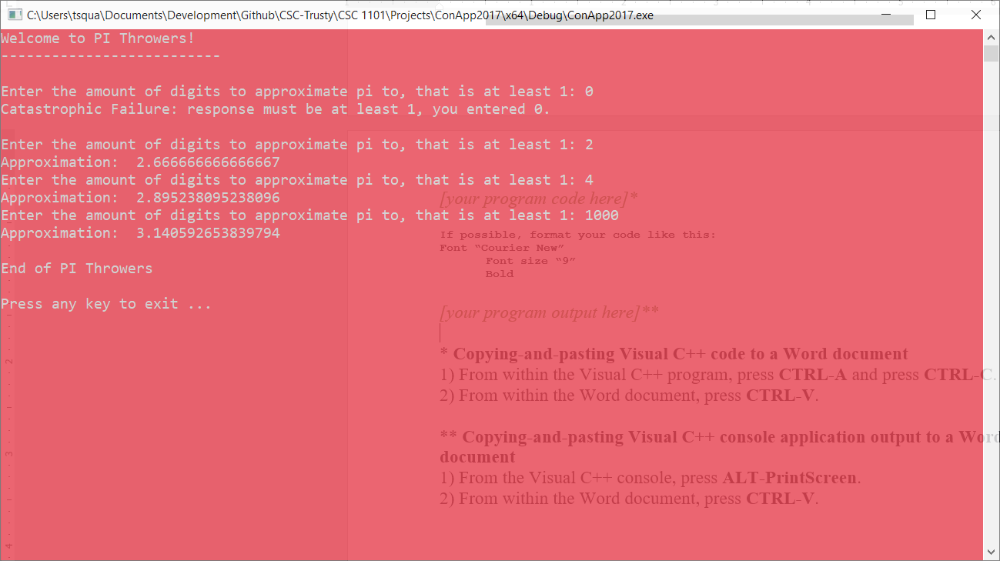 C:\Users\tsqua\Documents\Development\Github\CSC-Trusty\CSC 1101\Projects\ConApp2017\x64\Debug\ConApp2017.exe
Welcome to PI Throwers!
--------------------------
Enter the amount of digits to approximate pi to, that is at least 1: 0
Catastrophic Failure: response must be at least 1, you entered 0.
Enter the amount of digits to approximate pi to, that is at least 1: 2
Approximation:  2.666666666666667
Enter the amount of digits to approximate pi to, that is at least 1: 4
Approximation:  2.895238095238096
Enter the amount of digits to approximate pi to, that is at least 1: 1000
Approximation:  3.140592653839794
End of PI Throwers
Press any key to exit ...
[your program code here]*
If possible, format your code like this:
Font “Courier New”
Font size “9”
Bold
[your program output here]**
* Copying-and-pasting Visual C++ code to a Word document
1) From within the Visual C++ program, press CTRL-A and press CTRL-C.
2) From within the Word document, press CTRL-V.
** Copying-and-pasting Visual C++ console application output to a Word
document
1) From the Visual C++ console, press ALT-PrintScreen.
2) From within the Word document, press CTRL-V.
2
3
4